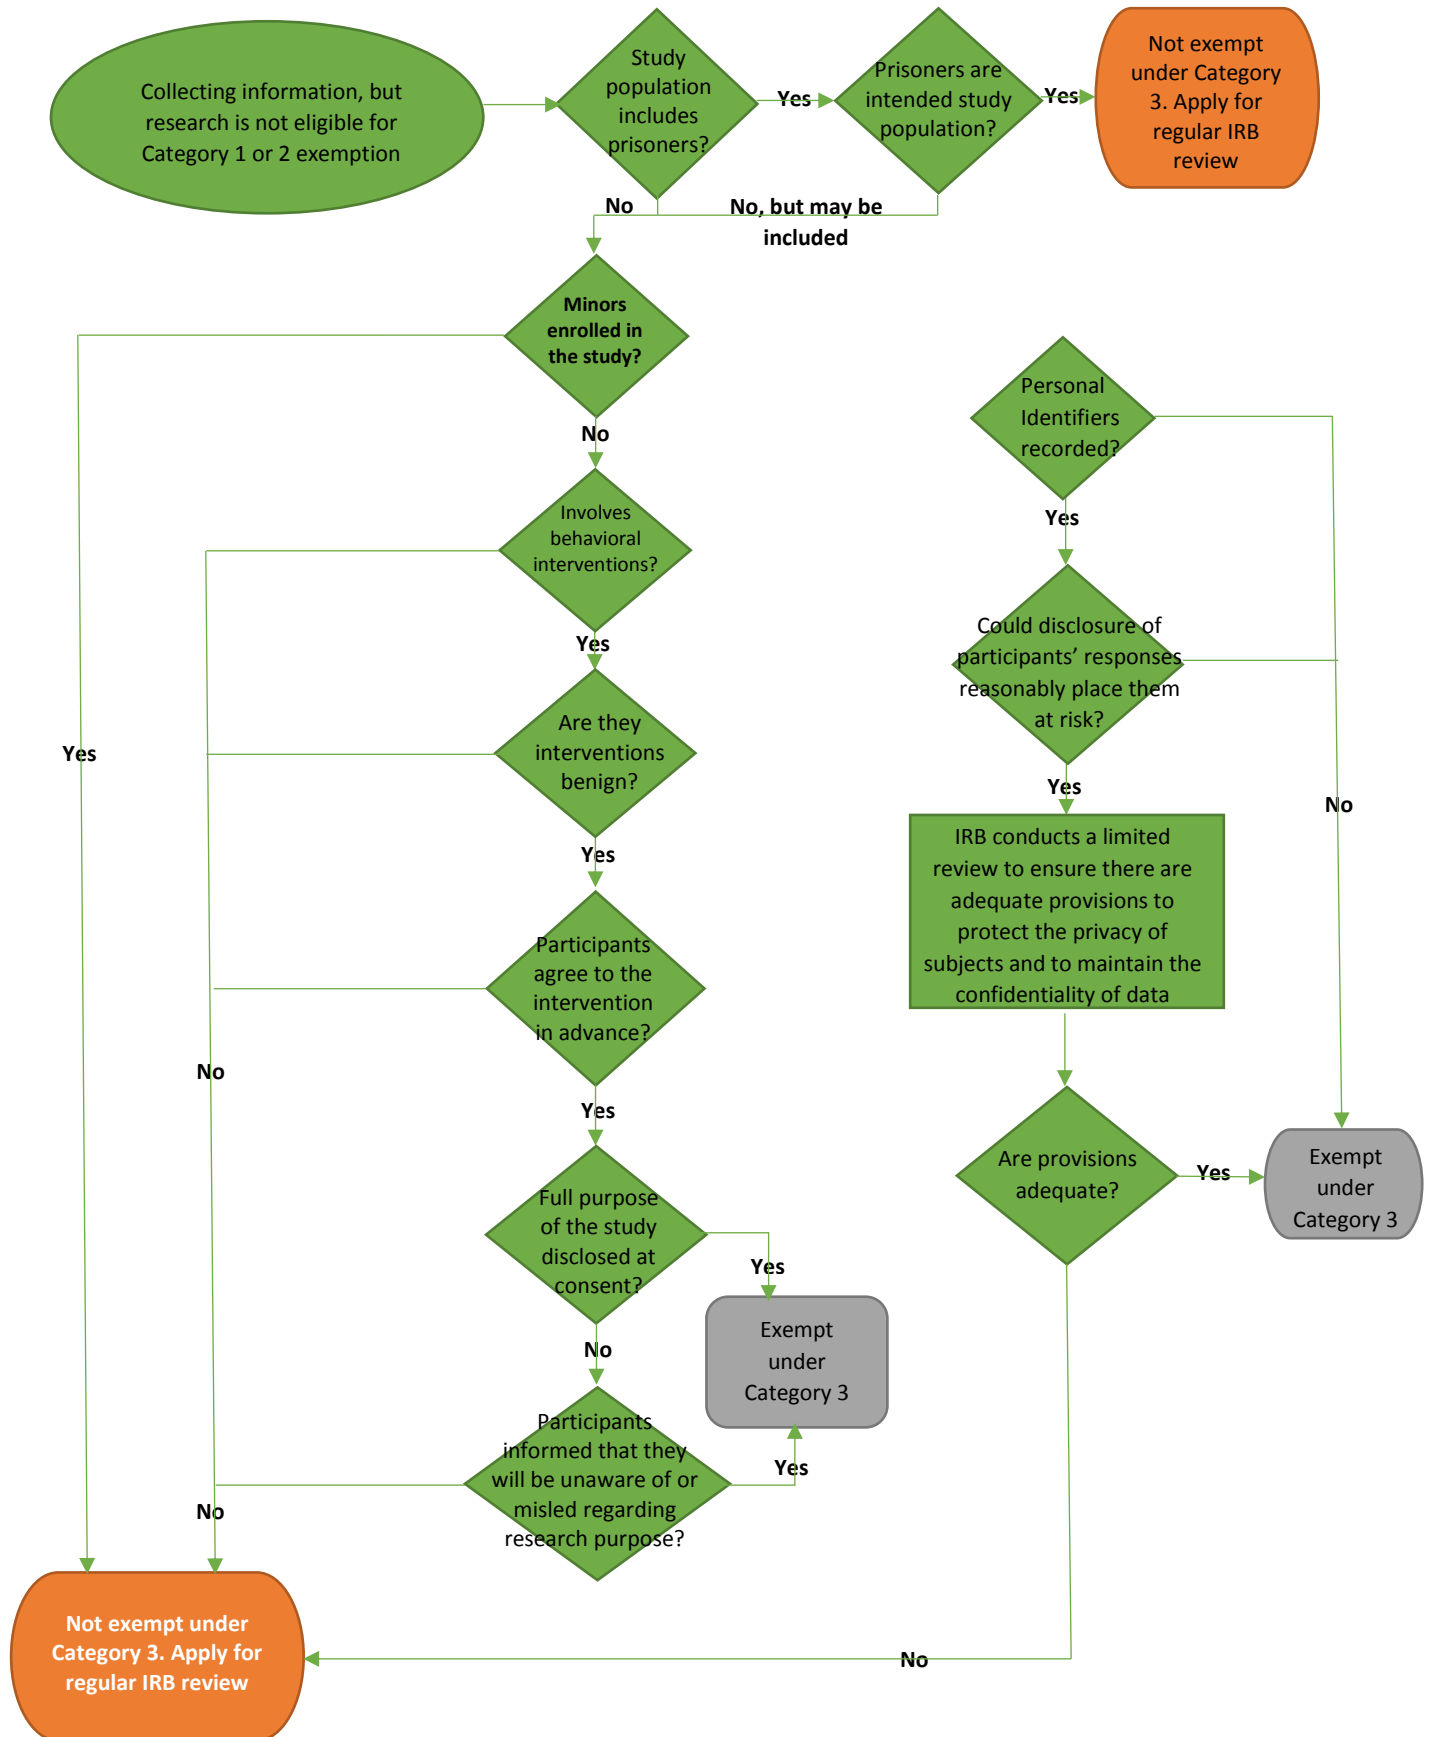 Collecting information, but
research is not eligible for
Category 1 or 2 exemption
Study
population
includes
prisoners?
Yes
Prisoners are
intended study
population?
Yes
Not exempt
under Category
3. Apply for
regular IRB
review
No
No, but may be
included
Minors
enrolled in
the study?
Yes
No
Involves
behavioral
interventions?
Yes
Are they
interventions
benign?
Yes
Participants
agree to the
intervention
in advance?
No
Yes
Full purpose
of the study
disclosed at
consent?
Yes
No
Exempt
under
Category 3
Participants
informed that they
will be unaware of or
misled regarding
research purpose?
Yes
No
Not exempt under
Category 3. Apply for
regular IRB review
Personal
Identifiers
recorded?
Yes
Could disclosure of
participants’ responses
reasonably place them
at risk?
Yes
No
IRB conducts a limited
review to ensure there are
adequate provisions to
protect the privacy of
subjects and to maintain the
confidentiality of data
Are provisions
adequate?
Yes
Exempt
under
Category 3
No